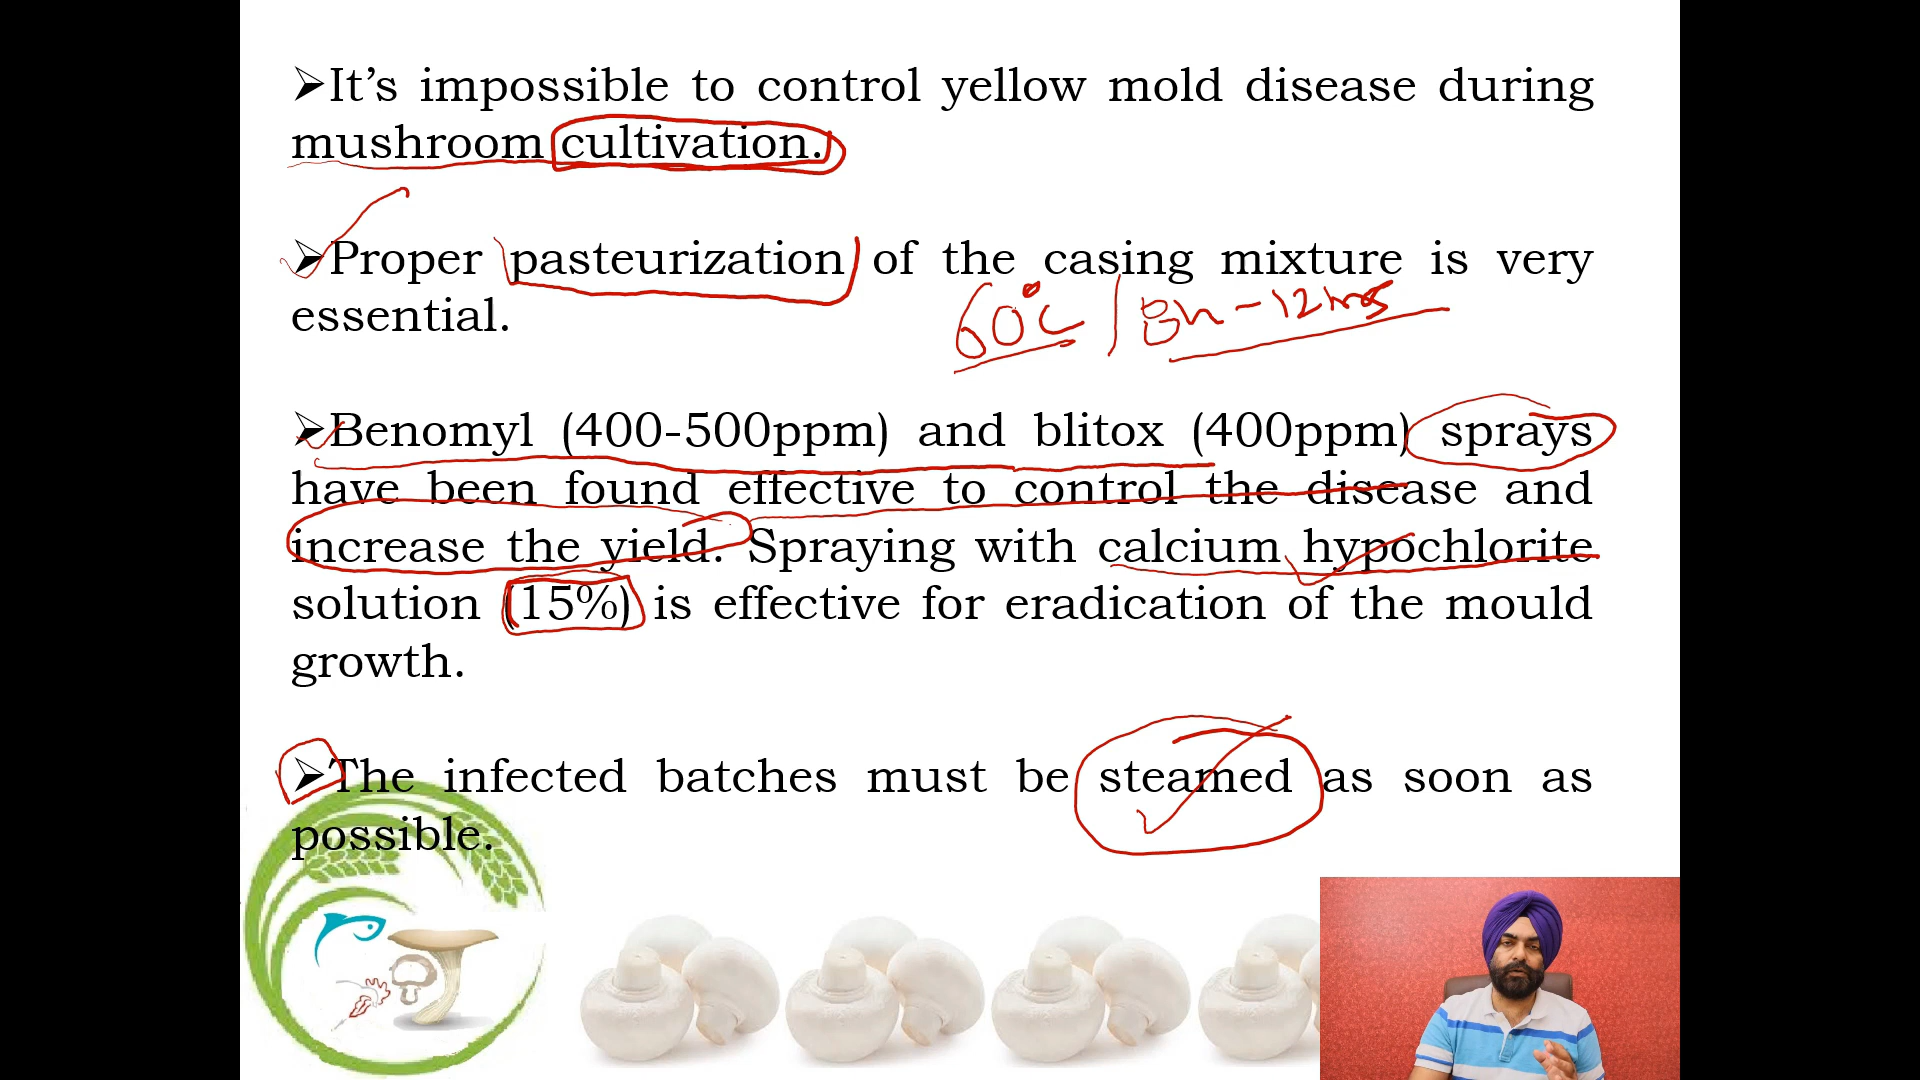 ➢It’s impossible to control yellow mold disease during
mushroom cultivation.
➢Proper pasteurization of the casing mixture is very
essential.
60°C / 8h - 12hrs
➢Benomyl (400-500ppm) and blitox (400ppm) sprays
have been found effective to control the disease and
increase the yield. Spraying with calcium hypochlorite
solution (15%) is effective for eradication of the mould
growth.
➢The infected batches must be steamed as soon as
possible.